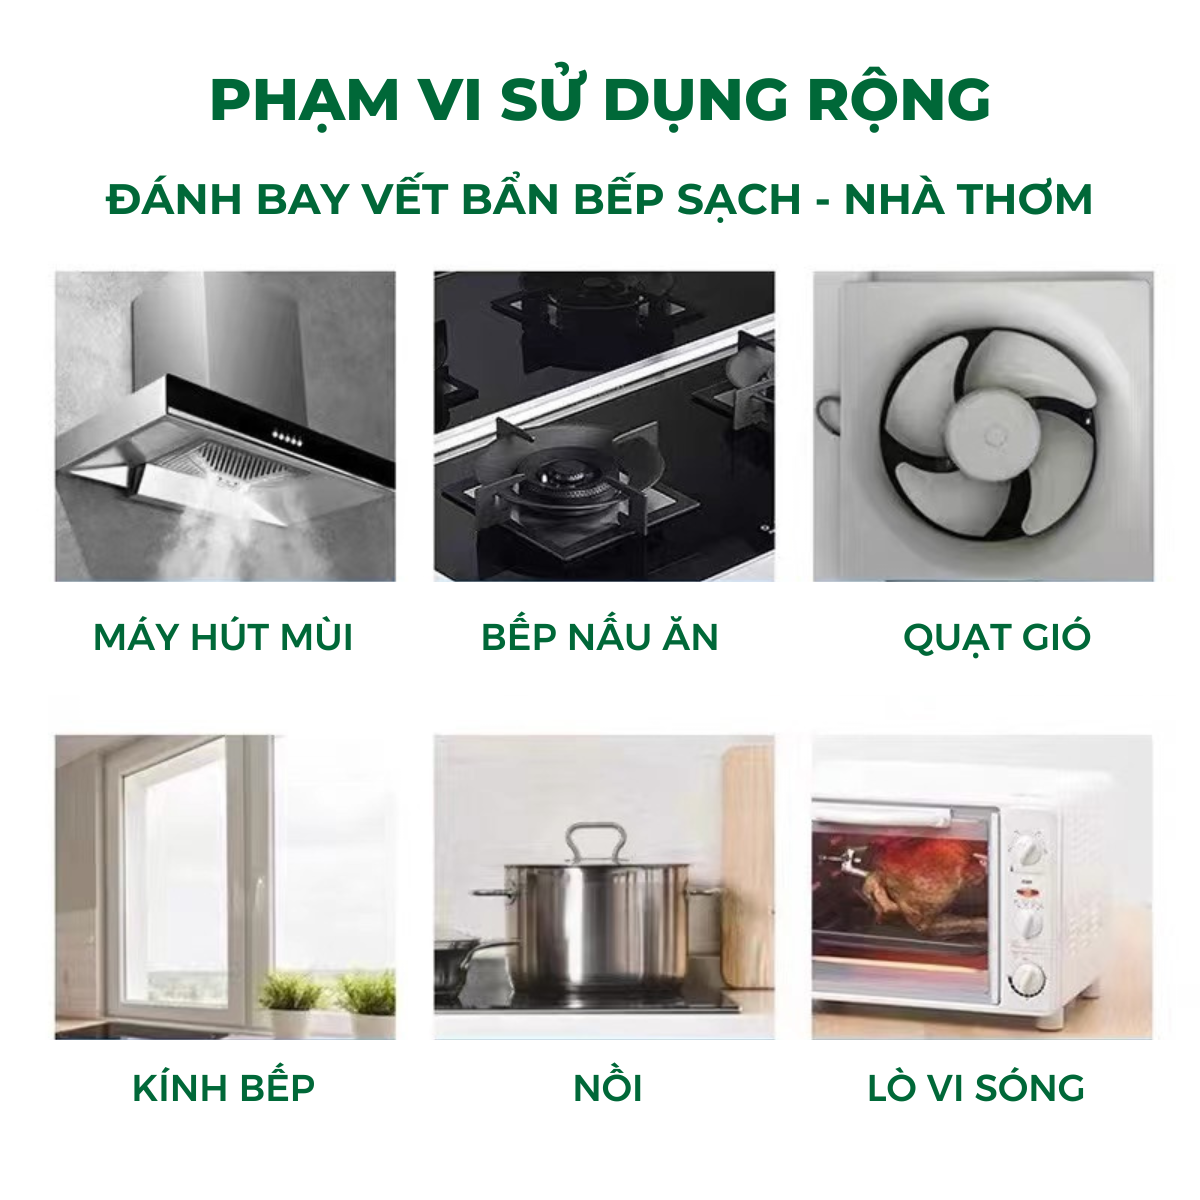 PHẠM VI SỬ DỤNG RỘNG
ĐÁNH BAY VẾT BẨN BẾP SẠCH - NHÀ THƠM
MÁY HÚT MÙI
BẾP NẤU ĂN
QUẠT GIÓ
KÍNH BẾP
NỒI
LÒ VI SÓNG